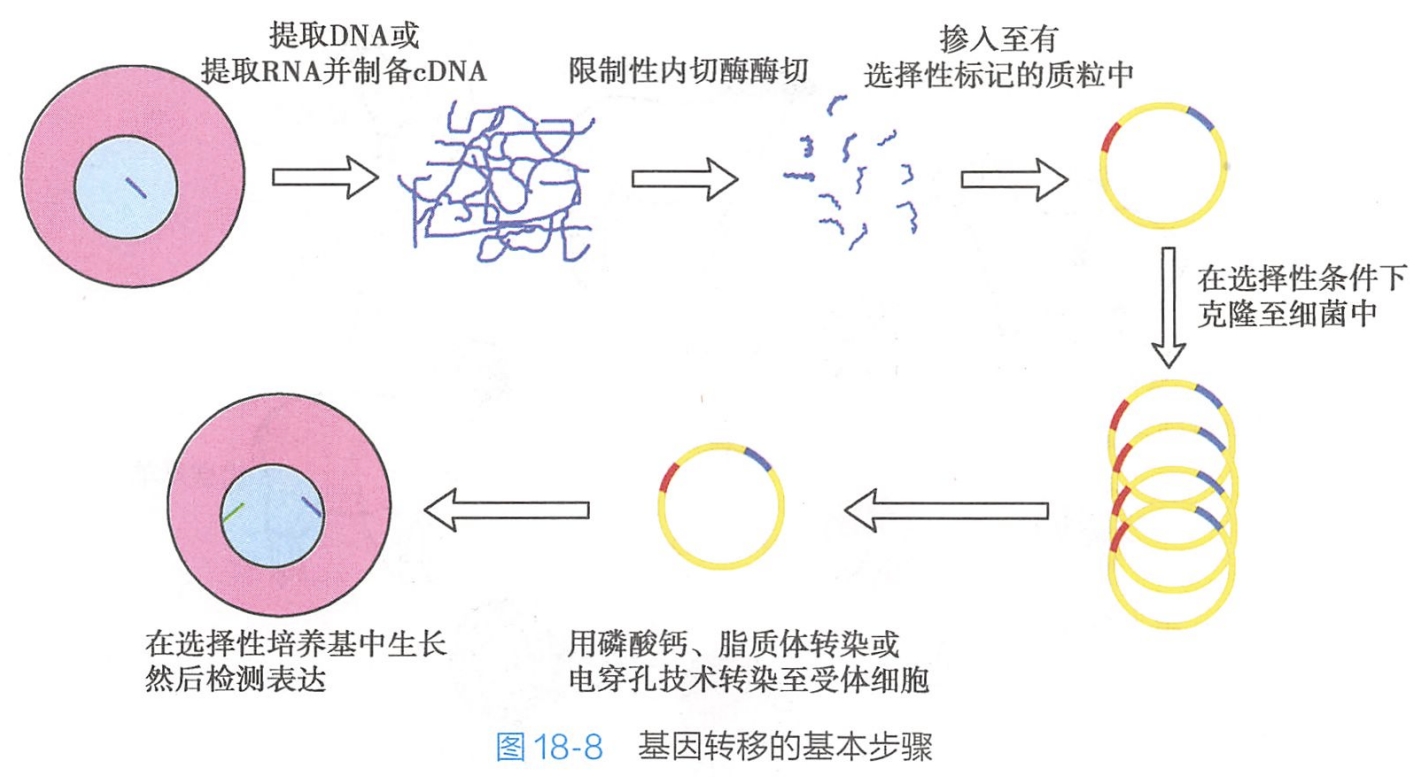 提取DNA或
提取RNA并制备cDNA
限制性内切酶酶切
掺入至有
选择性标记的质粒中
在选择性条件下
克隆至细菌中
用磷酸钙、脂质体转染或
电穿孔技术转染至受体细胞
在选择性培养基中生长
然后检测表达
图18-8 基因转移的基本步骤